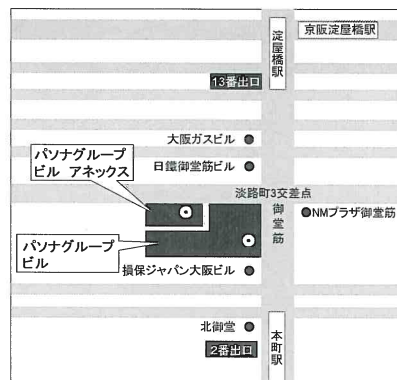 淀屋橋駅
京阪淀屋橋駅
13番出口
大阪ガスビル
日鐵御堂筋ビル
パソナグループ
ビル アネックス
淡路町3交差点
御堂筋
NMプラザ御堂筋
パソナグループ
ビル
損保ジャパン大阪ビル
北御堂
2番出口
本町駅